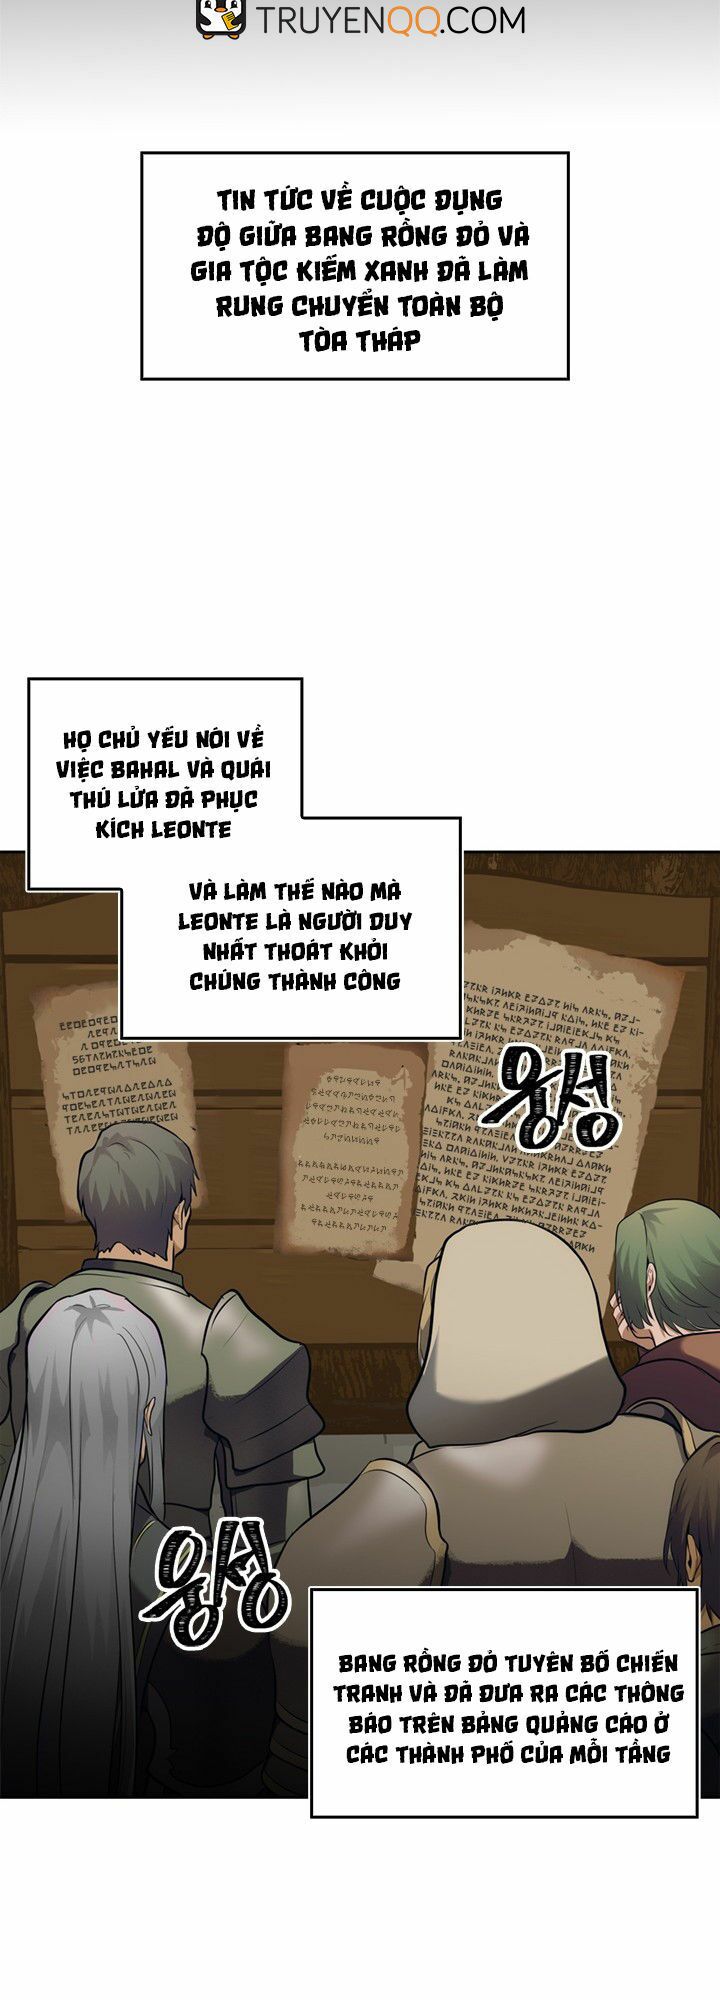 TRUYENQQ.COM
TIN TỨC VỀ CUỘC ĐỤNG
ĐỘ GIỮA BANG RỒNG ĐỎ VÀ
GIA TỘC KIẾM XANH ĐÃ LÀM
RUNG CHUYỂN TOÀN BỘ
TÒA THÁP
HỌ CHỦ YẾU NÓI VỀ
VIỆC BAHAL VÀ QUÁI
THÚ LỬA ĐÃ PHỤC
KÍCH LEONTE
VÀ LÀM THẾ NÀO MÀ
LEONTE LÀ NGƯỜI DUY
NHẤT THOÁT KHỎI
CHÚNG THÀNH CÔNG
웅성
웅성
BANG RỒNG ĐỎ TUYÊN BỐ CHIẾN
TRANH VÀ ĐÃ ĐƯA RA CÁC THÔNG
BÁO TRÊN BẢNG QUẢNG CÁO Ở
CÁC THÀNH PHỐ CỦA MỖI TẦNG